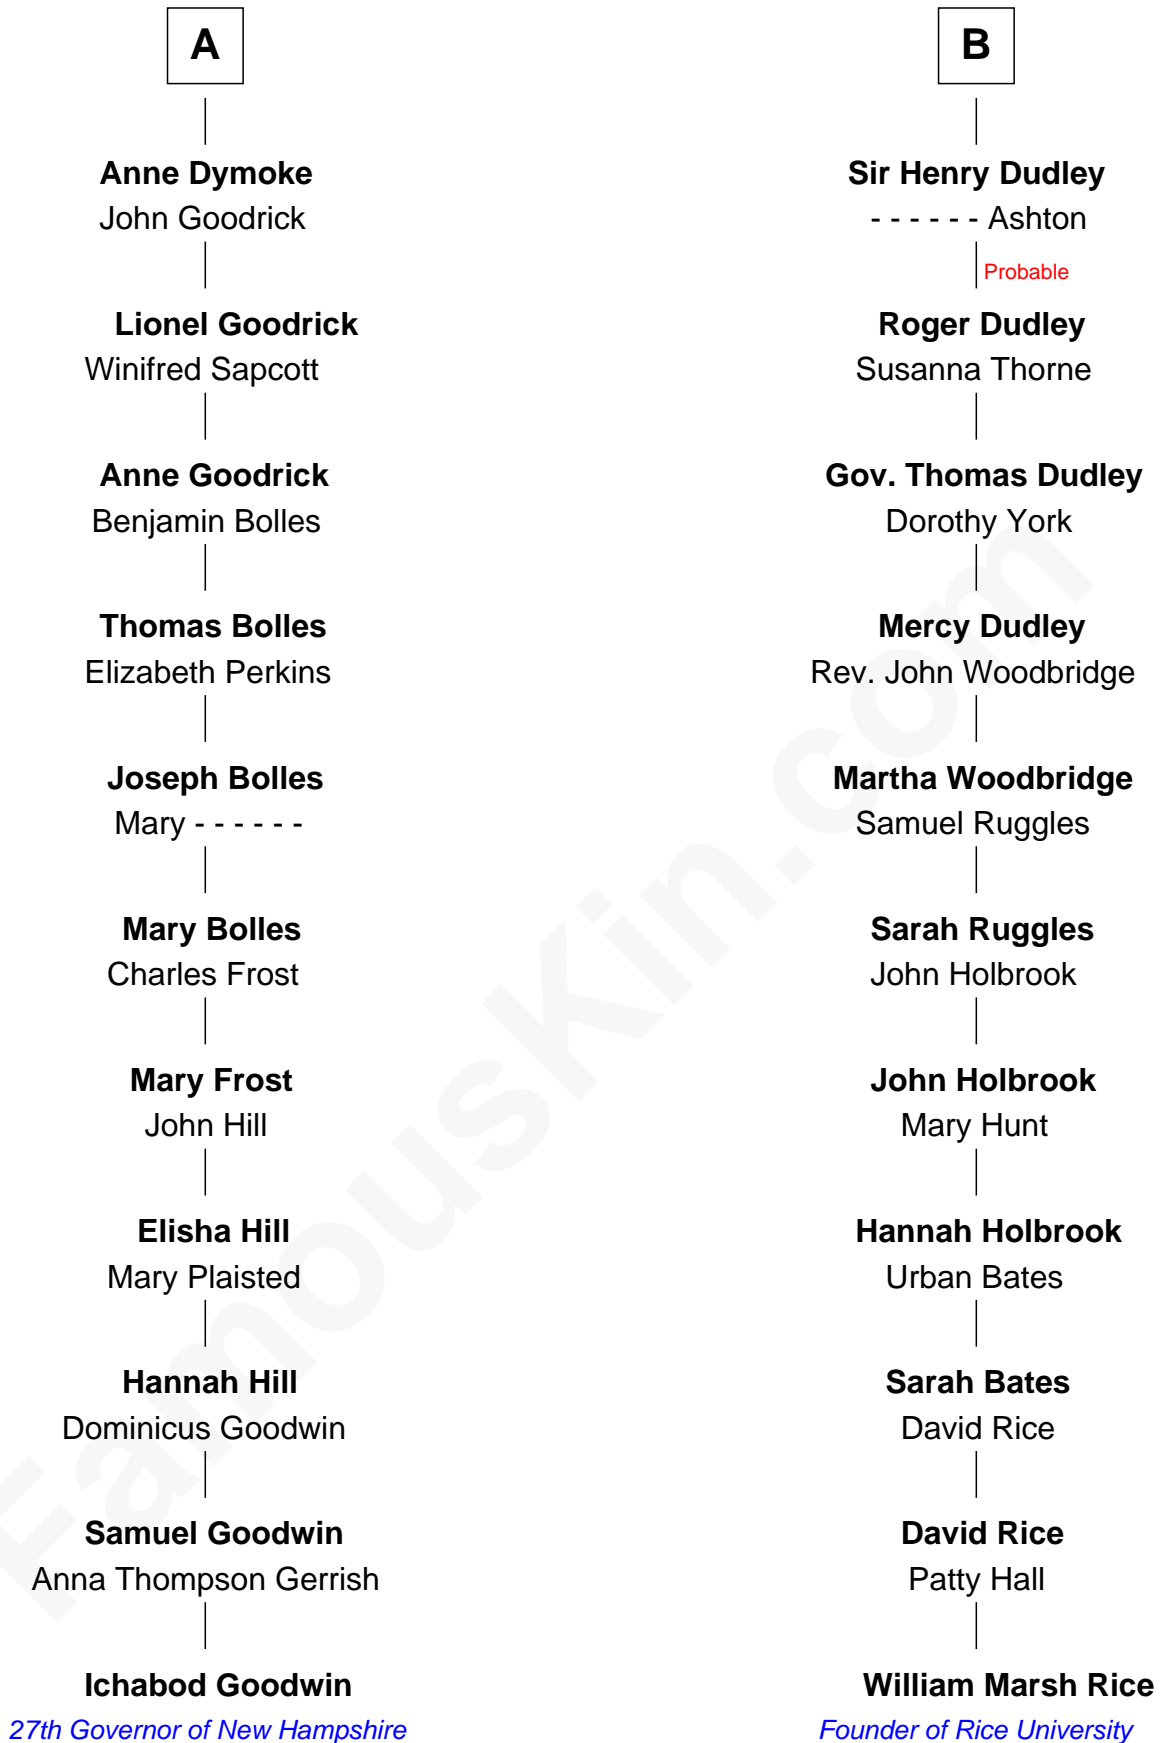 A
Anne Dymoke
John Goodrick
Lionel Goodrick
Winifred Sapcott
Anne Goodrick
Benjamin Bolles
Thomas Bolles
Elizabeth Perkins
Joseph Bolles
Mary - - - - - -
Mary Bolles
Charles Frost
Mary Frost
John Hill
Elisha Hill
Mary Plaisted
Hannah Hill
Dominicus Goodwin
Samuel Goodwin
Anna Thompson Gerrish
Ichabod Goodwin
27th Governor of New Hampshire
B
Sir Henry Dudley
- - - - - - Ashton
Probable
Roger Dudley
Susanna Thorne
Gov. Thomas Dudley
Dorothy York
Mercy Dudley
Rev. John Woodbridge
Martha Woodbridge
Samuel Ruggles
Sarah Ruggles
John Holbrook
John Holbrook
Mary Hunt
Hannah Holbrook
Urban Bates
Sarah Bates
David Rice
David Rice
Patty Hall
William Marsh Rice
Founder of Rice University
FamousKin.com